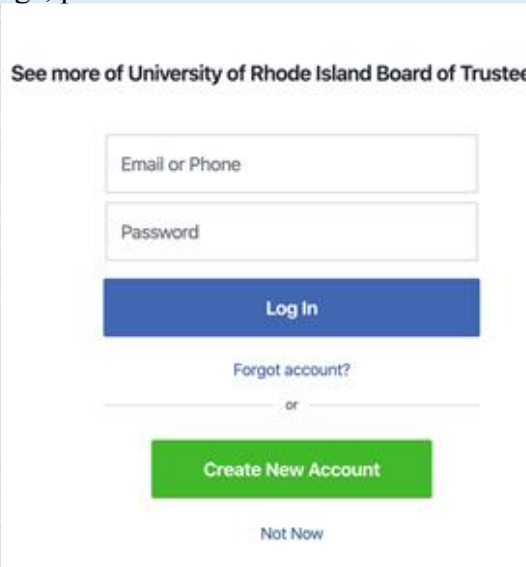 See more of University of Rhode Island Board of Trustee
Email or Phone
Password
Log In
Forgot account?
or
Create New Account
Not Now